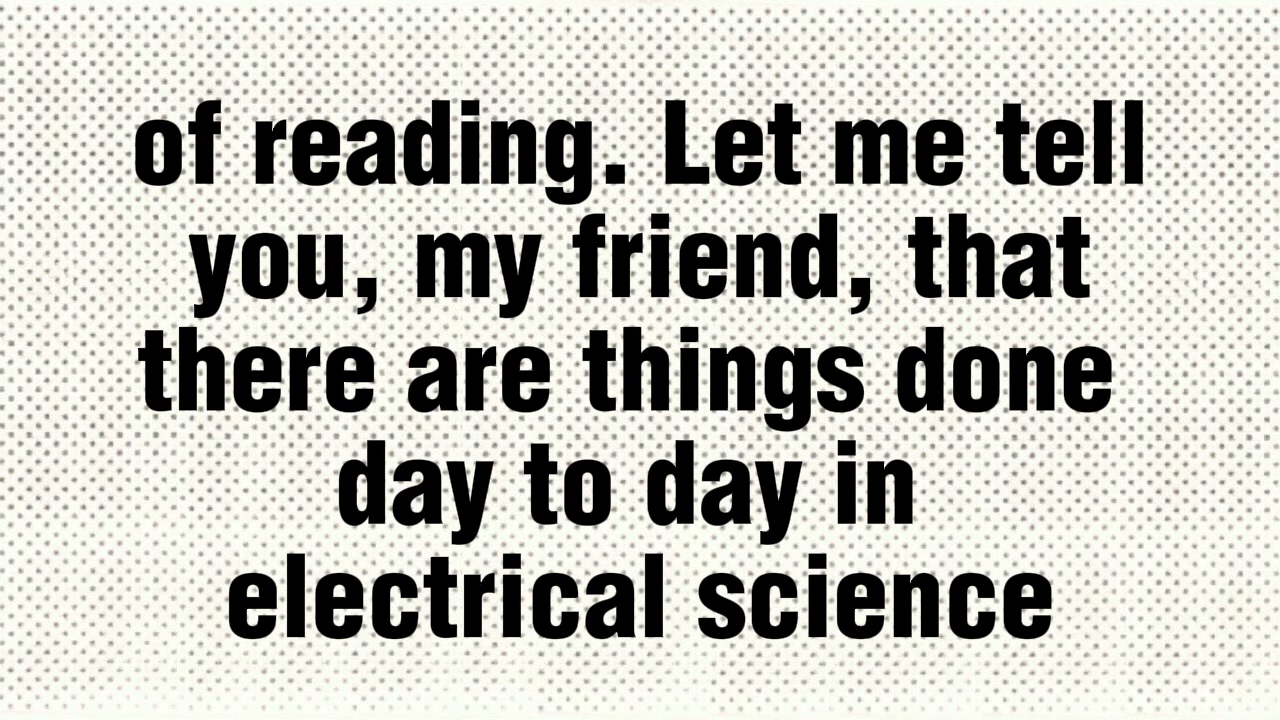 of reading. Let me tell
you, my friend, that
there are things done
day to day in
electrical science